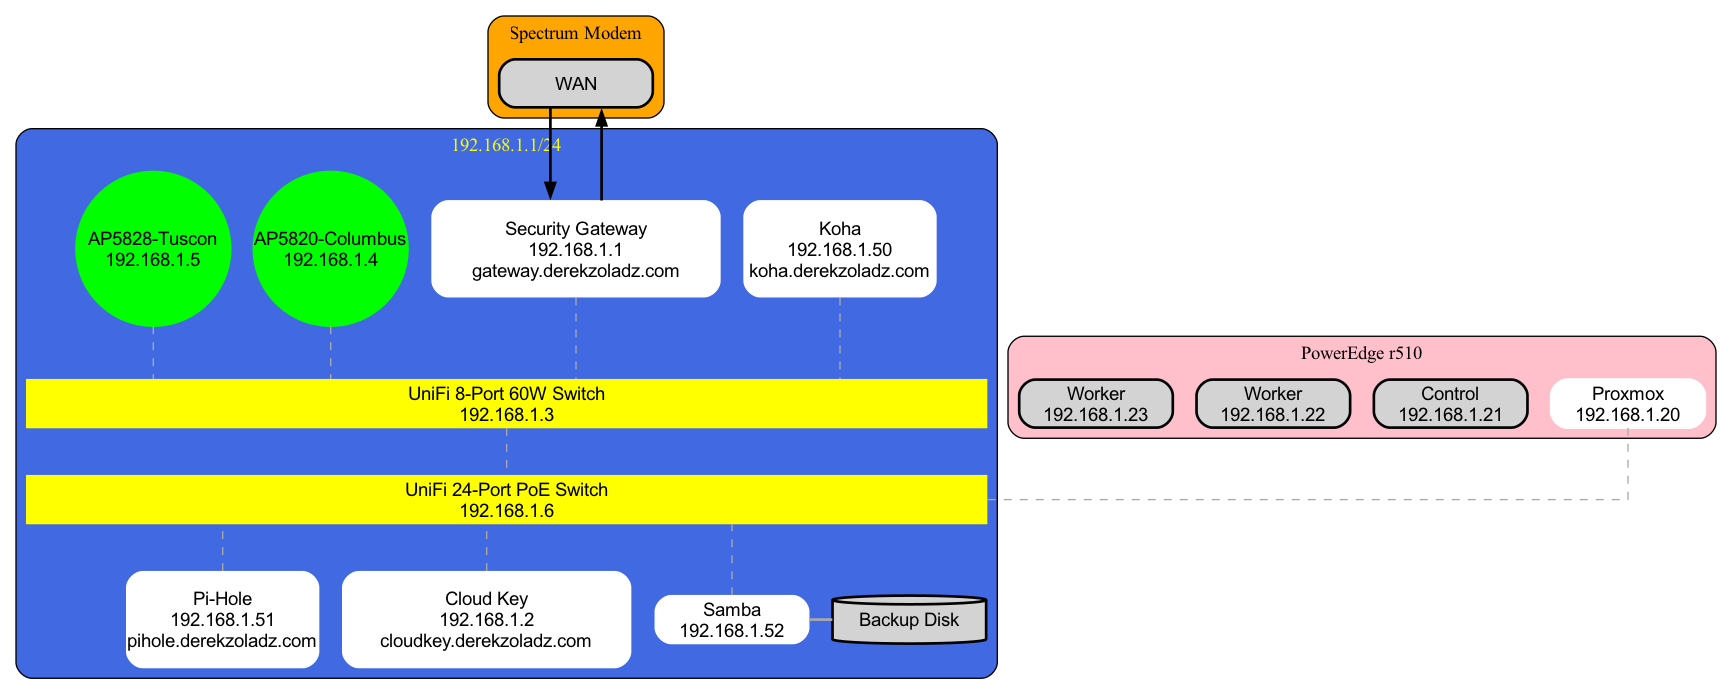 Spectrum Modem
WAN
192.168.1.1/24
AP5828-Tuscon
192.168.1.5
AP5820-Columbus
192.168.1.4
Security Gateway
192.168.1.1
gateway.derekzoladz.com
Koha
192.168.1.50
koha.derekzoladz.com
UniFi 8-Port 60W Switch
192.168.1.3
PowerEdge r510
Worker
192.168.1.23
Worker
192.168.1.22
Control
192.168.1.21
Proxmox
192.168.1.20
UniFi 24-Port PoE Switch
192.168.1.6
Pi-Hole
192.168.1.51
pihole.derekzoladz.com
Cloud Key
192.168.1.2
cloudkey.derekzoladz.com
Samba
192.168.1.52
Backup Disk